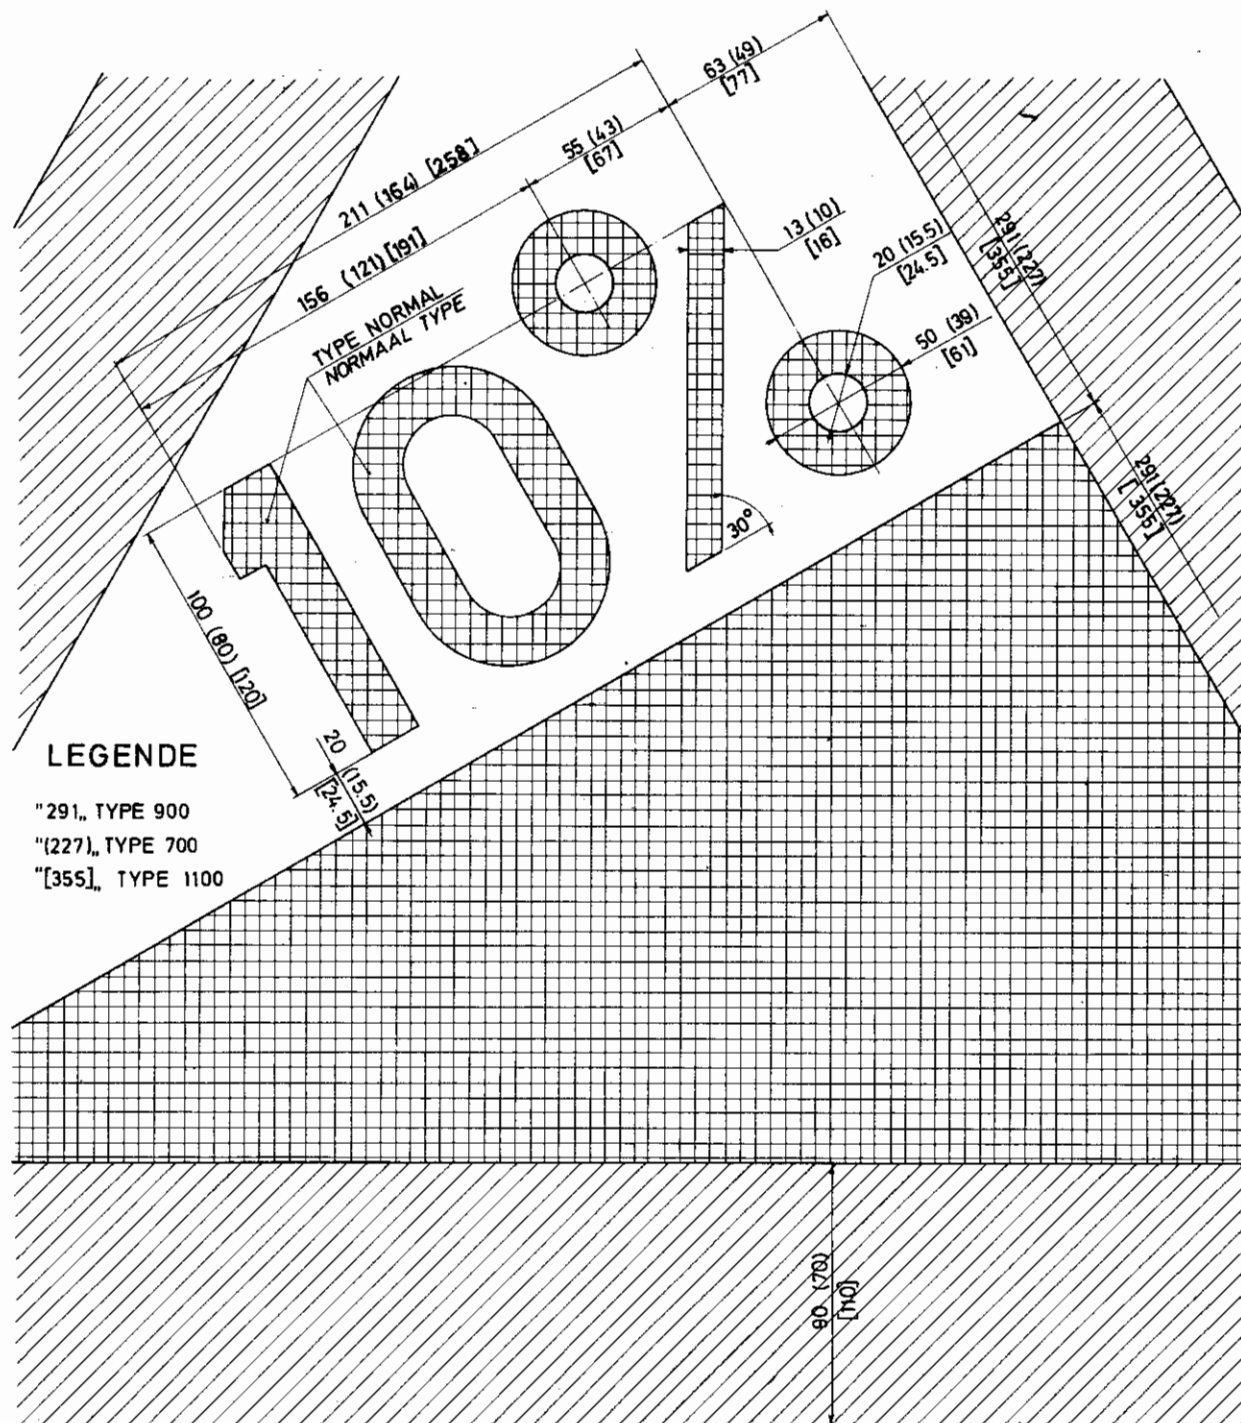 63 (49)
[77]
55 (43)
[67]
211 (164) [258]
156 (121) [191]
TYPE NORMAL
NORMAAL TYPE
13 (10)
[16]
20 (15.5)
[24.5]
291 (227)
[355]
50 (39)
[61]
10%
30°
291 (227)
[355]
100 (80) [120]
20 (15.5)
[24.5]
LEGENDE
"291„ TYPE 900
"(227)„ TYPE 700
"[355]„ TYPE 1100
90 (70)
[110]